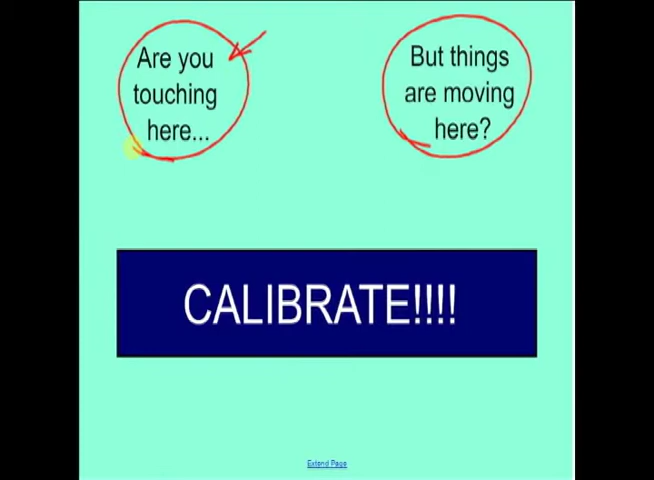 Are you
touching
here...
But things
are moving
here?
CALIBRATE!!!!
Extend Page